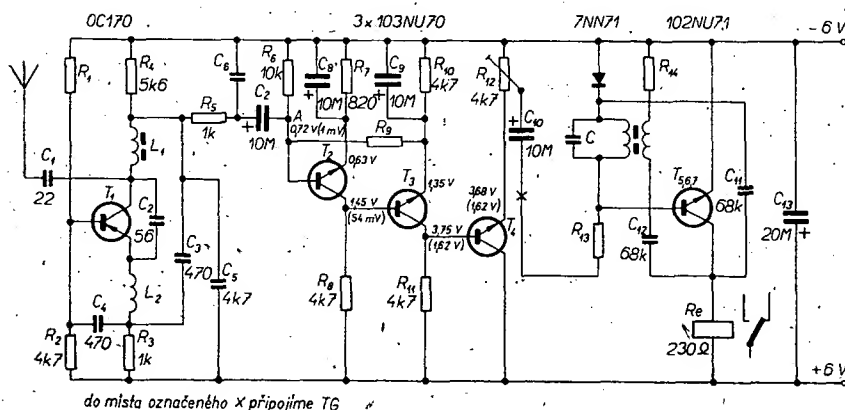 OC170
3 x 103NU70
7NN71
102NU71
- 6 V
R1
R4
5k6
C6
R6
10k
C8
10M
R7
820
C9
10M
R10
4k7
R12
4k7
R14
R5
1k
C2
10M
A
0,72 V (1 mV)
R9
C10
10M
C
L1
C1
22
T1
C2
56
T2
0,63 V
T3
1,35 V
1,45 V
(54 mV)
3,68 V
(1,62 V)
3,75 V
(1,62 V)
T4
x
T5,6,7
C11
68k
C13
20M
C3
470
C5
4k7
L2
C4
470
R2
4k7
R3
1k
R8
4k7
R11
4k7
R13
C12
68k
Re
230 Ω
+6 V
do místa označeného x připojíme TG